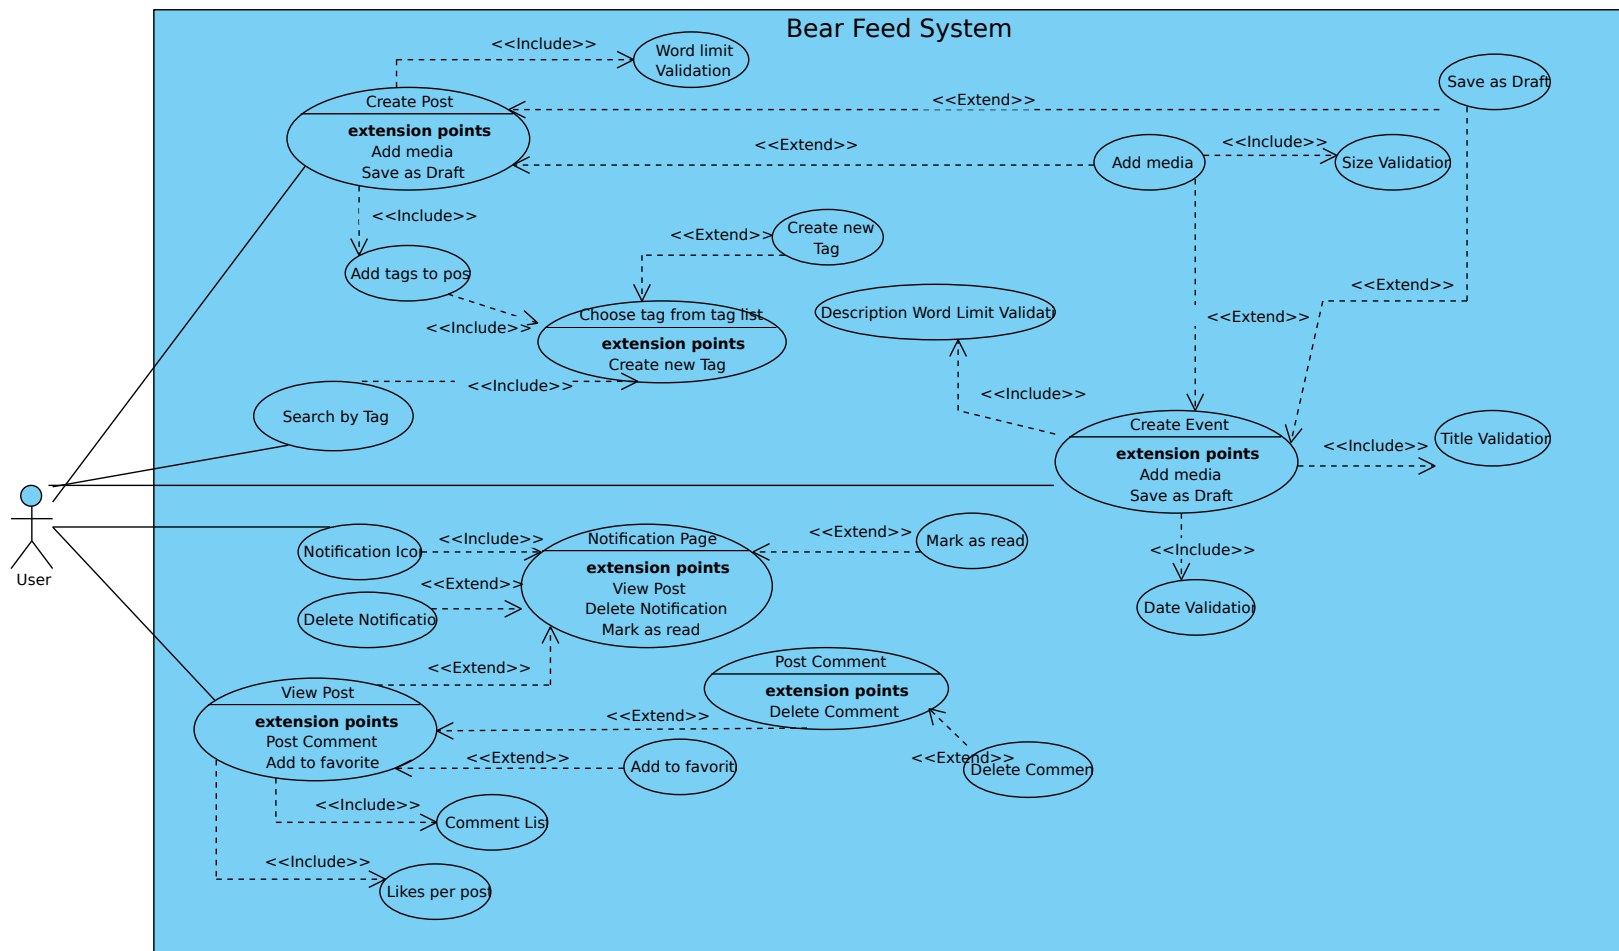 Bear Feed System
<<Include>>
Word limit
Validation
Save as Draft
Create Post
extension points
Add media
Save as Draft
<<Extend>>
<<Extend>>
Add media
<<Include>>
Size Validation
<<Include>>
<<Extend>>
Create new
Tag
Add tags to pos
<<Extend>>
<<Include>>
Choose tag from tag list
extension points
Create new Tag
Description Word Limit Validati
<<Extend>>
<<Include>>
Search by Tag
<<Include>>
Create Event
extension points
Add media
Save as Draft
<<Include>>
Title Validation
User
Notification Icon
<<Include>>
Notification Page
extension points
View Post
Delete Notification
Mark as read
<<Extend>>
Mark as read
<<Include>>
<<Extend>>
Delete Notificatio
Date Validation
<<Extend>>
Post Comment
extension points
Delete Comment
View Post
extension points
Post Comment
Add to favorite
<<Extend>>
<<Extend>>
Add to favorit
<<Extend>>
Delete Commen
<<Include>>
Comment List
<<Include>>
Likes per post